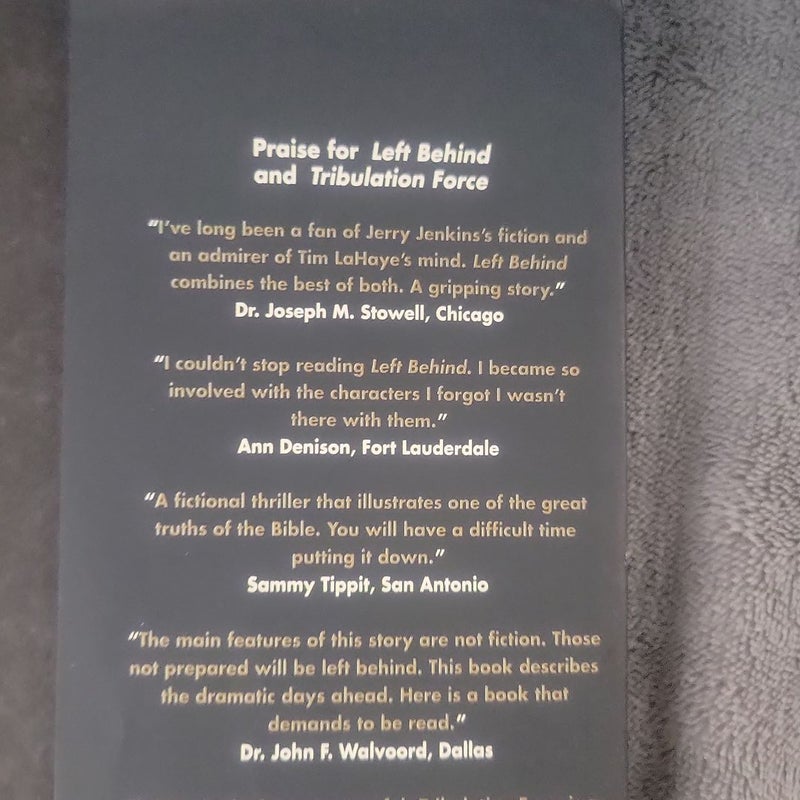 Praise for Left Behind
and Tribulation Force
"I've long been a fan of Jerry Jenkins's fiction and
an admirer of Tim LaHaye's mind. Left Behind
combines the best of both. A gripping story."
Dr. Joseph M. Stowell, Chicago
"I couldn't stop reading Left Behind. I became so
involved with the characters I forgot I wasn't
there with them."
Ann Denison, Fort Lauderdale
"A fictional thriller that illustrates one of the great
truths of the Bible. You will have a difficult time
putting it down."
Sammy Tippit, San Antonio
"The main features of this story are not fiction. Those
not prepared will be left behind. This book describes
the dramatic days ahead. Here is a book that
demands to be read."
Dr. John F. Walvoord, Dallas